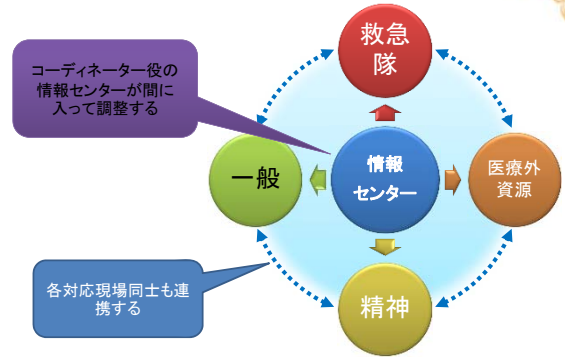 救急
隊
コーディネーター役の
情報センターが間に
入って調整する
一般
情報
センター
医療外
資源
各対応現場同士も連
携する
精神